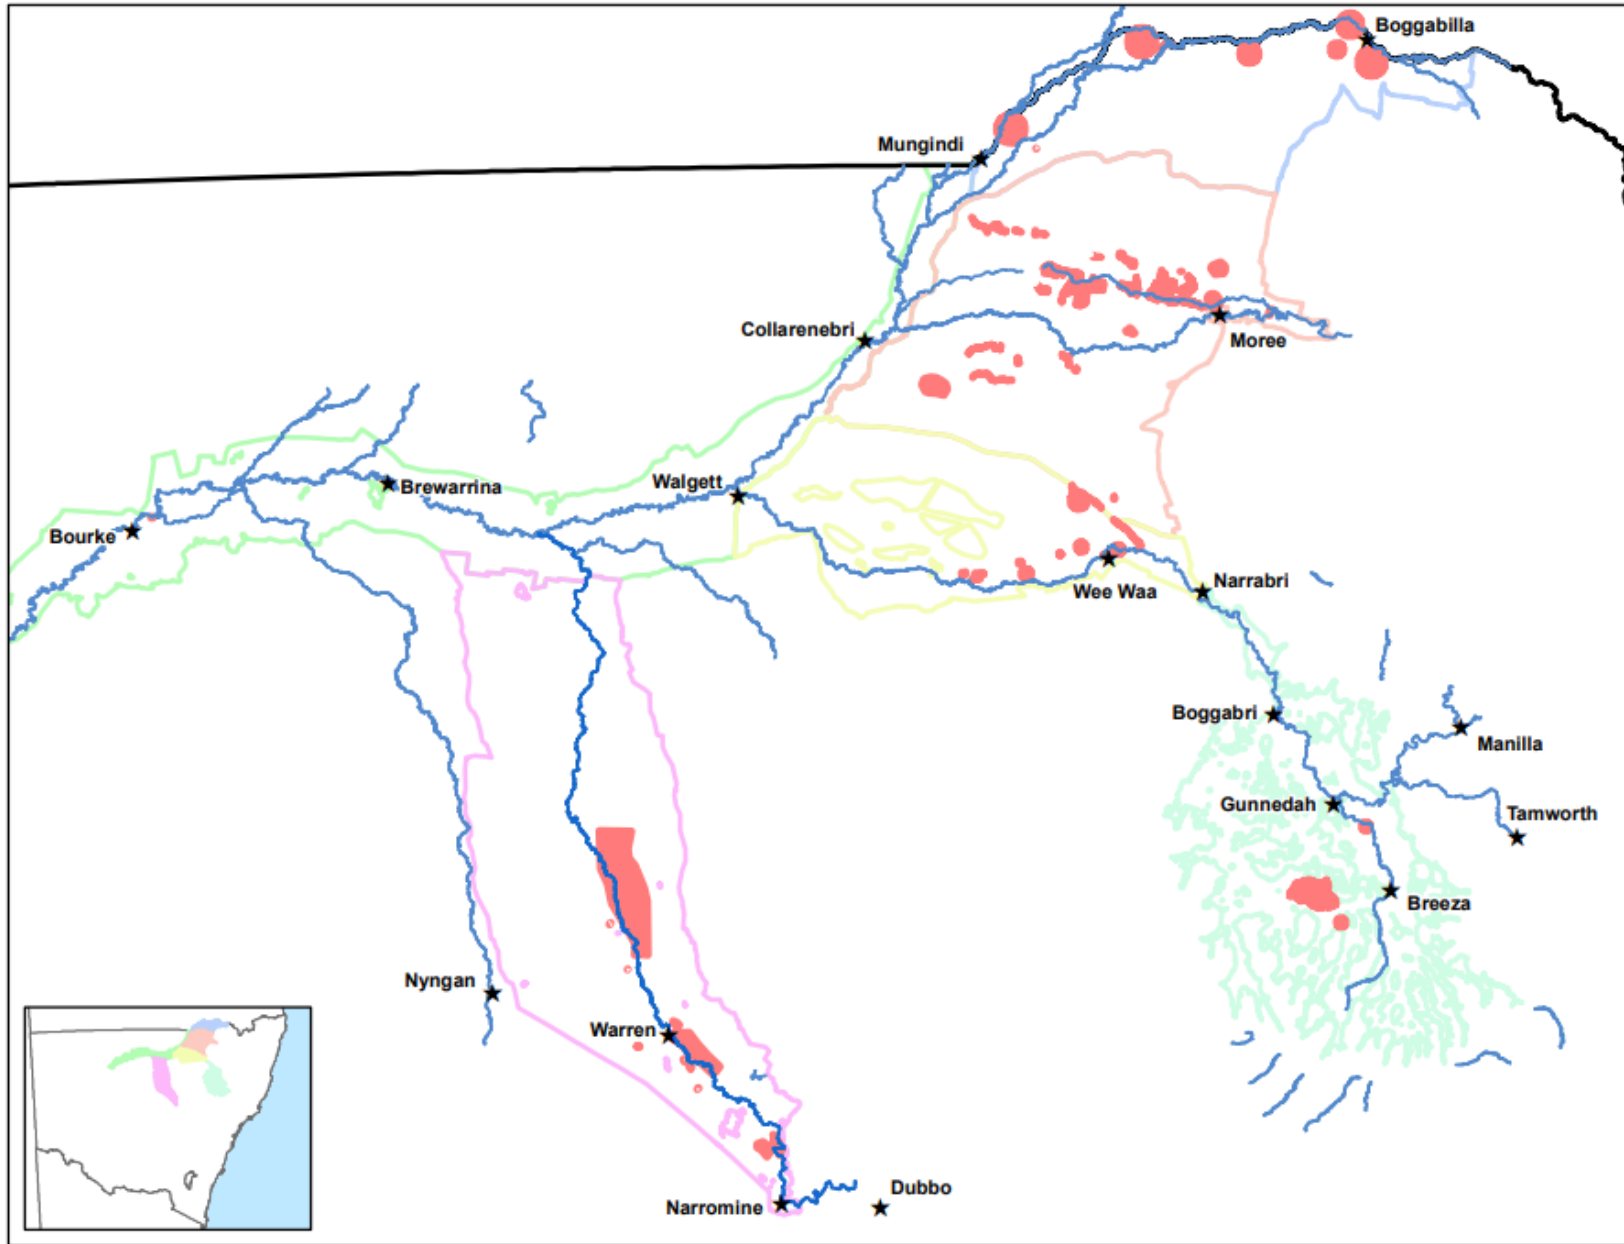 Boggabilla
Mungindi
Collarenebri
Moree
Brewarrina
Walgett
Bourke
Wee Waa
Narrabri
Boggabri
Manilla
Gunnedah
Tamworth
Breeza
Nyngan
Warren
Narromine
Dubbo